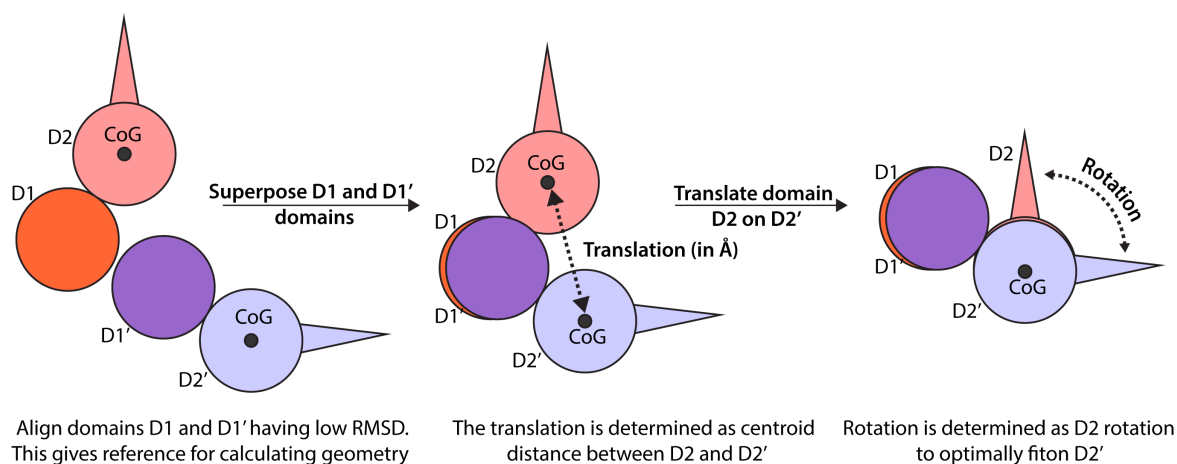 D2
CoG
D1
D1′
CoG
D2′
Superpose D1 and D1′
domains
D2
CoG
D1
D1′
Translation (in Å)
D2′
CoG
Translate domain
D2 on D2′
D2
Rotation
D1
D1′
CoG
D2′
Align domains D1 and D1′ having low RMSD.
This gives reference for calculating geometry
The translation is determined as centroid
distance between D2 and D2′
Rotation is determined as D2 rotation
to optimally fiton D2′